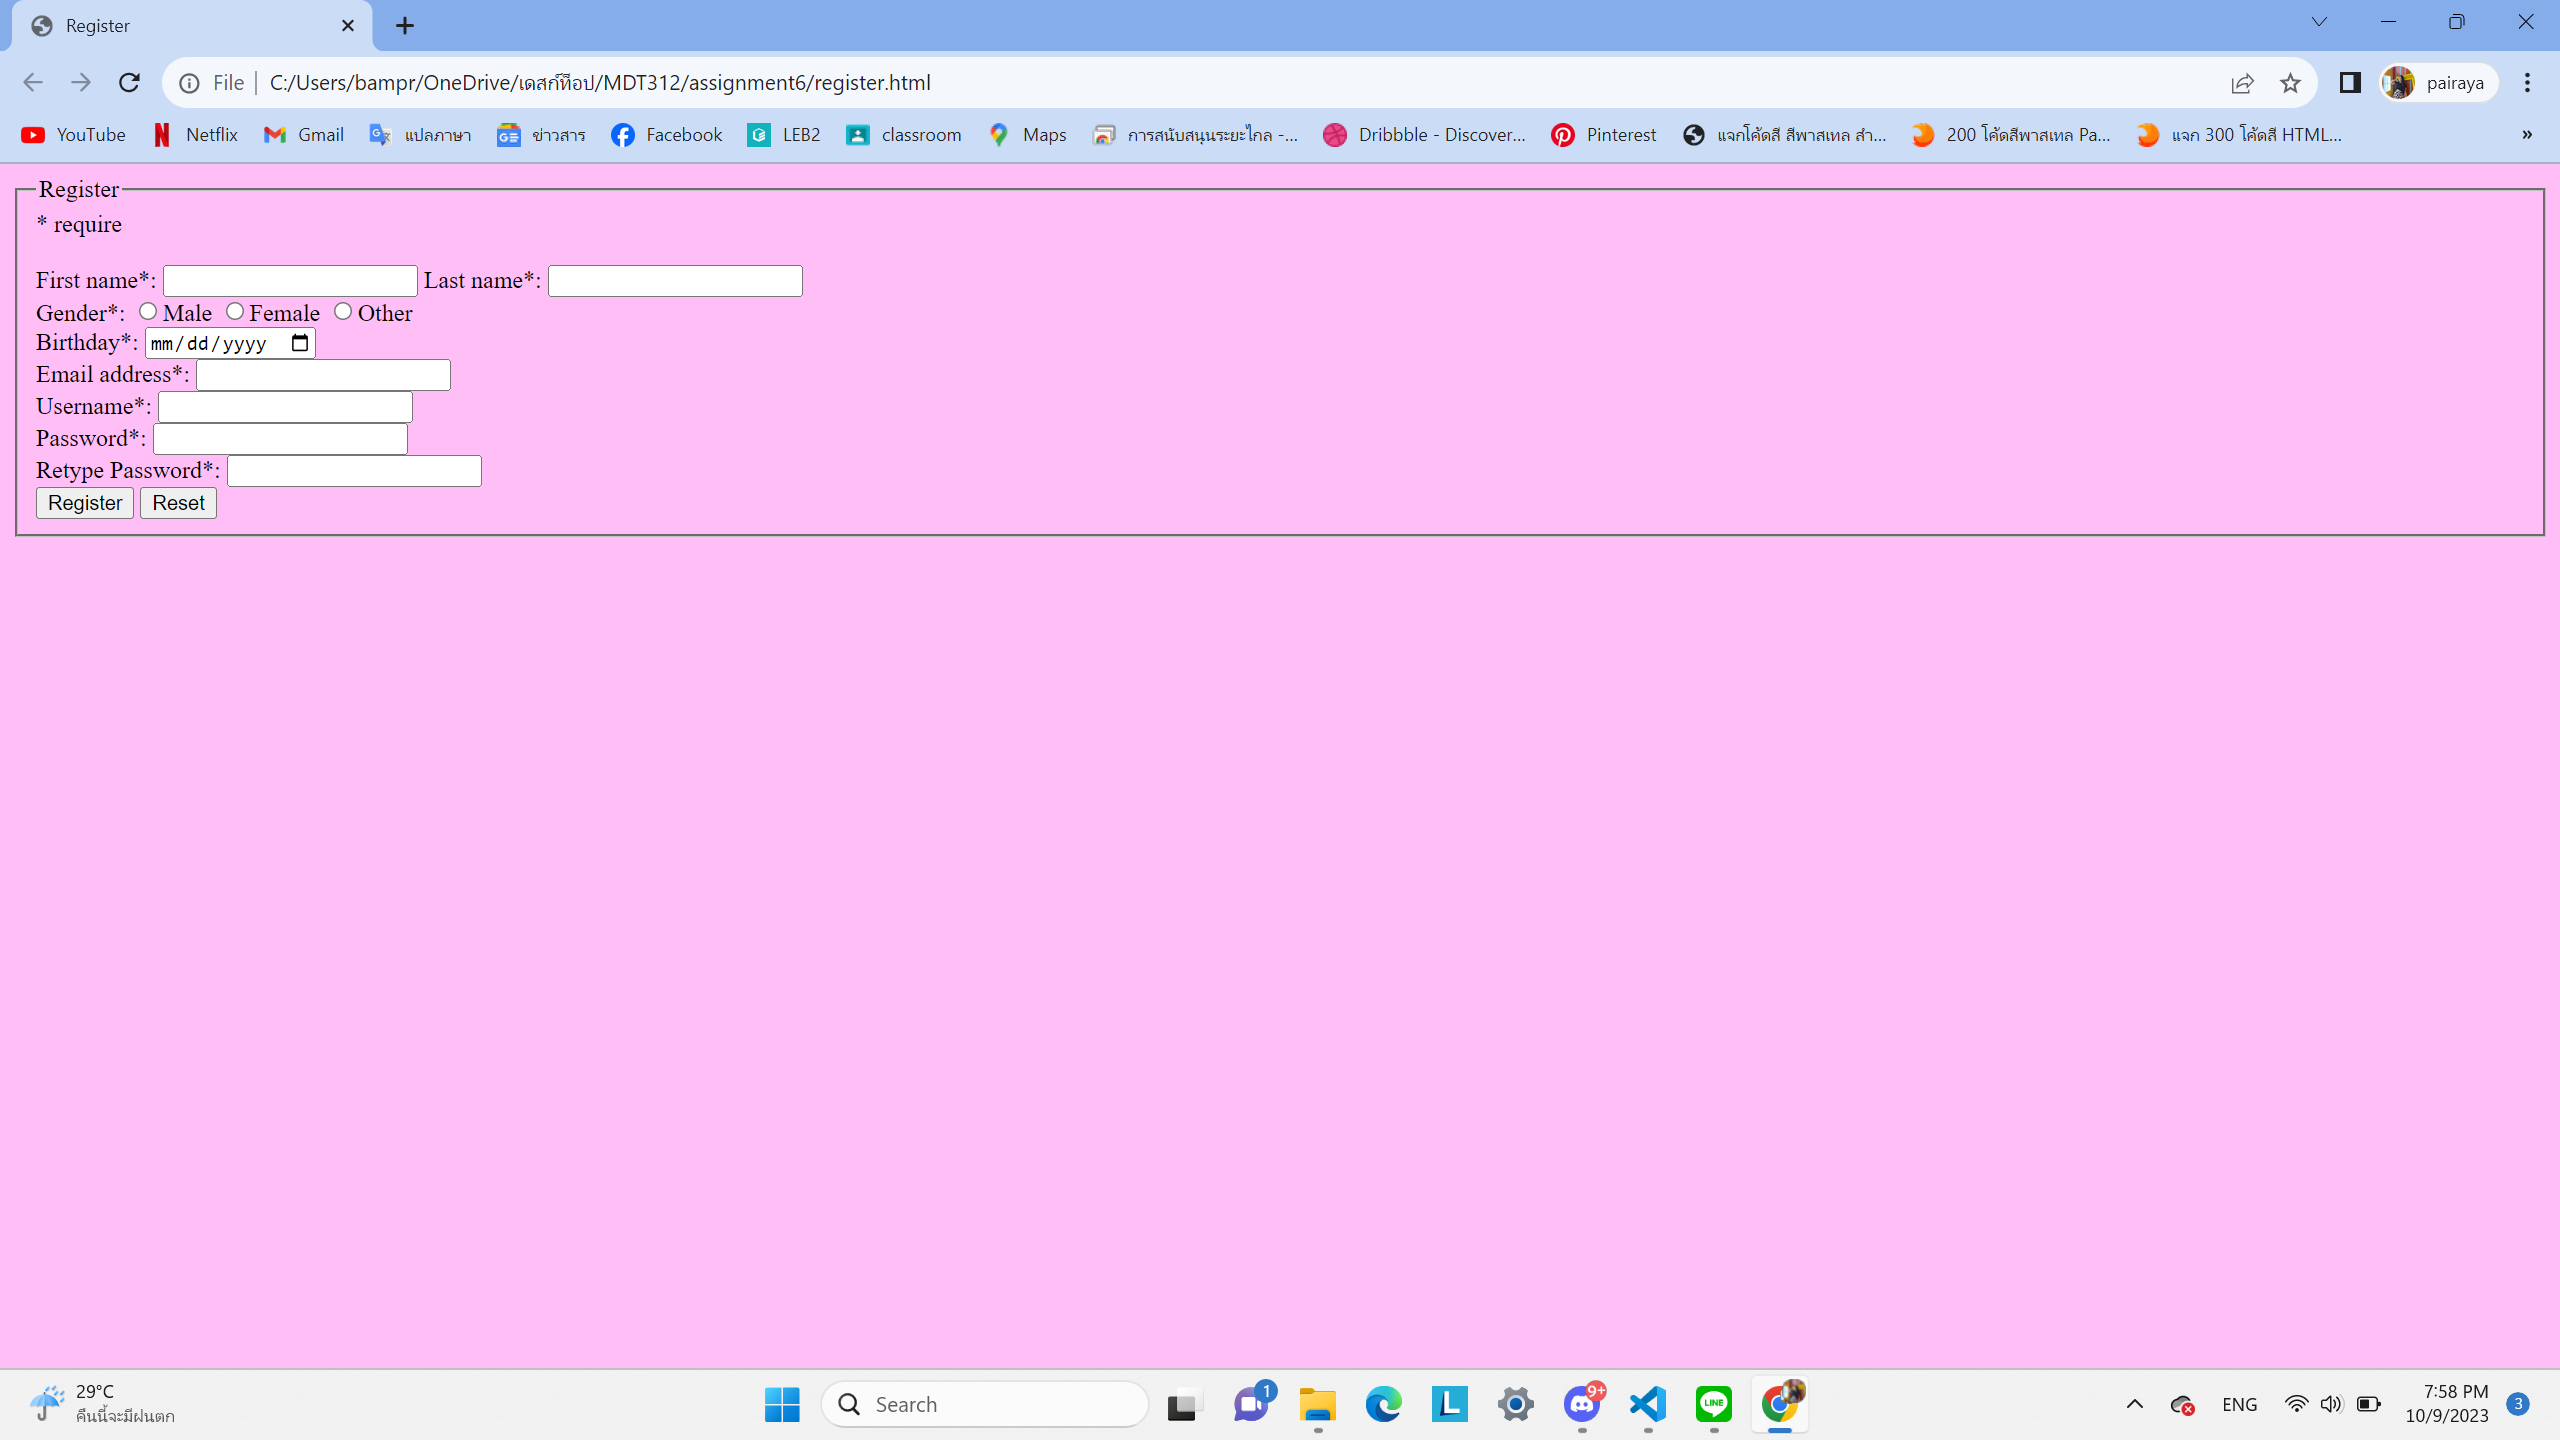 Register
File C:/Users/bampr/OneDrive/เดสก์ท็อป/MDT312/assignment6/register.html pairaya
YouTube Netflix Gmail แปลภาษา ข่าวสาร Facebook LEB2 classroom Maps การสนับสนุนระยะไกล -... Dribbble - Discover... Pinterest แจกโค้ดสี สีพาสเทล สำ... 200 โค้ดสีพาสเทล Pa... แจก 300 โค้ดสี HTML... »
Register
* require
First name*: Last name*:
Gender*: Male Female Other
Birthday*: mm/dd/yyyy
Email address*:
Username*:
Password*:
Retype Password*:
Register Reset
29°C
คืนนี้จะมีฝนตก
Search
1
L
9+
LINE
ENG
7:58 PM
10/9/2023
3